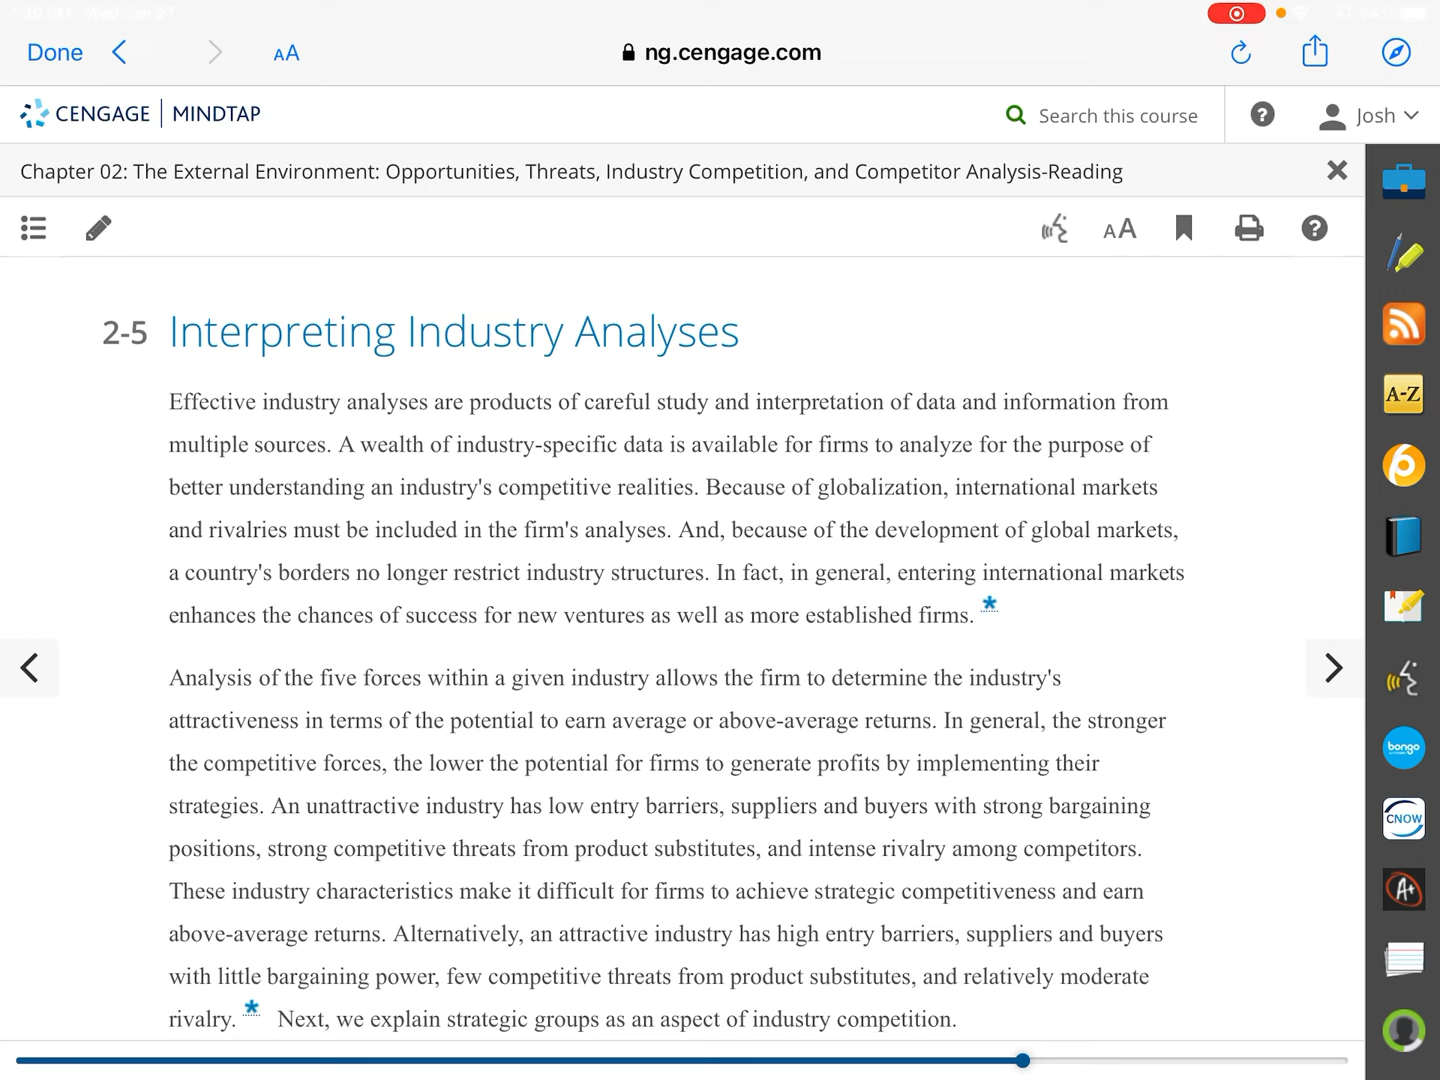 7:30 PM Wed Jan 27
Done
AA
ng.cengage.com
CENGAGE | MINDTAP
Search this course
Josh
Chapter 02: The External Environment: Opportunities, Threats, Industry Competition, and Competitor Analysis-Reading
AA
2-5 Interpreting Industry Analyses
Effective industry analyses are products of careful study and interpretation of data and information from
multiple sources. A wealth of industry-specific data is available for firms to analyze for the purpose of
better understanding an industry's competitive realities. Because of globalization, international markets
and rivalries must be included in the firm's analyses. And, because of the development of global markets,
a country's borders no longer restrict industry structures. In fact, in general, entering international markets
enhances the chances of success for new ventures as well as more established firms. *
Analysis of the five forces within a given industry allows the firm to determine the industry's
attractiveness in terms of the potential to earn average or above-average returns. In general, the stronger
the competitive forces, the lower the potential for firms to generate profits by implementing their
strategies. An unattractive industry has low entry barriers, suppliers and buyers with strong bargaining
positions, strong competitive threats from product substitutes, and intense rivalry among competitors.
These industry characteristics make it difficult for firms to achieve strategic competitiveness and earn
above-average returns. Alternatively, an attractive industry has high entry barriers, suppliers and buyers
with little bargaining power, few competitive threats from product substitutes, and relatively moderate
rivalry. * Next, we explain strategic groups as an aspect of industry competition.
A-Z
bongo
CNOW
A+